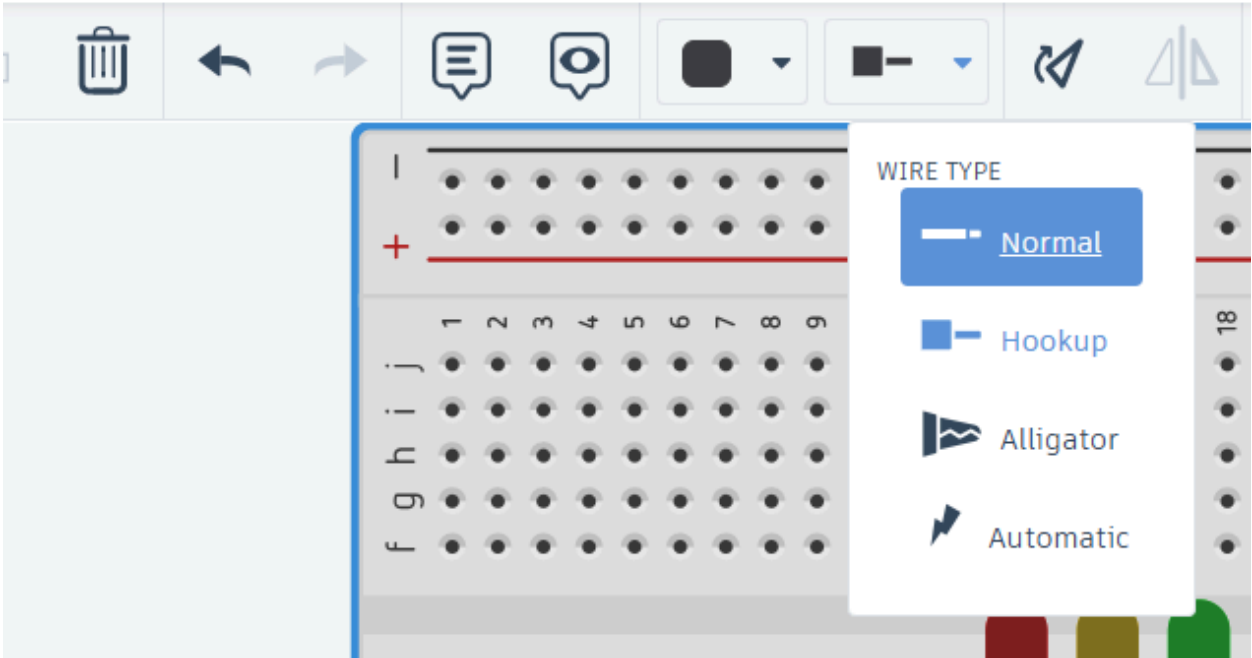 WIRE TYPE
Normal
Hookup
Alligator
Automatic
−
+
1 2 3 4 5 6 7 8 9 18
j
i
h
g
f